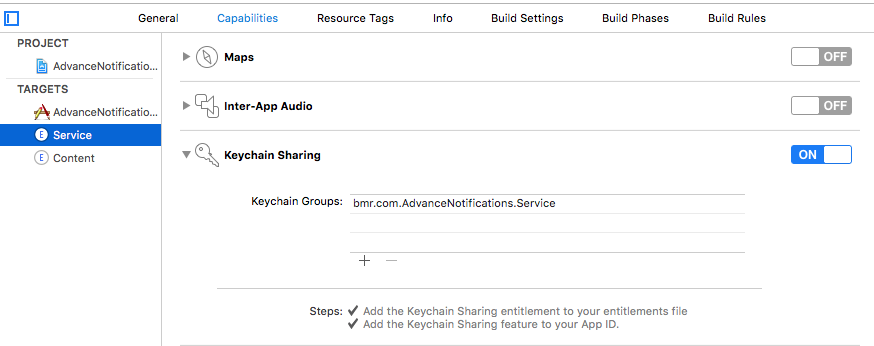 General Capabilities Resource Tags Info Build Settings Build Phases Build Rules
PROJECT
AdvanceNotificatio...
TARGETS
AdvanceNotificatio...
E Service
E Content
Maps OFF
Inter-App Audio OFF
Keychain Sharing ON
Keychain Groups: bmr.com.AdvanceNotifications.Service
Steps: ✔ Add the Keychain Sharing entitlement to your entitlements file
✔ Add the Keychain Sharing feature to your App ID.